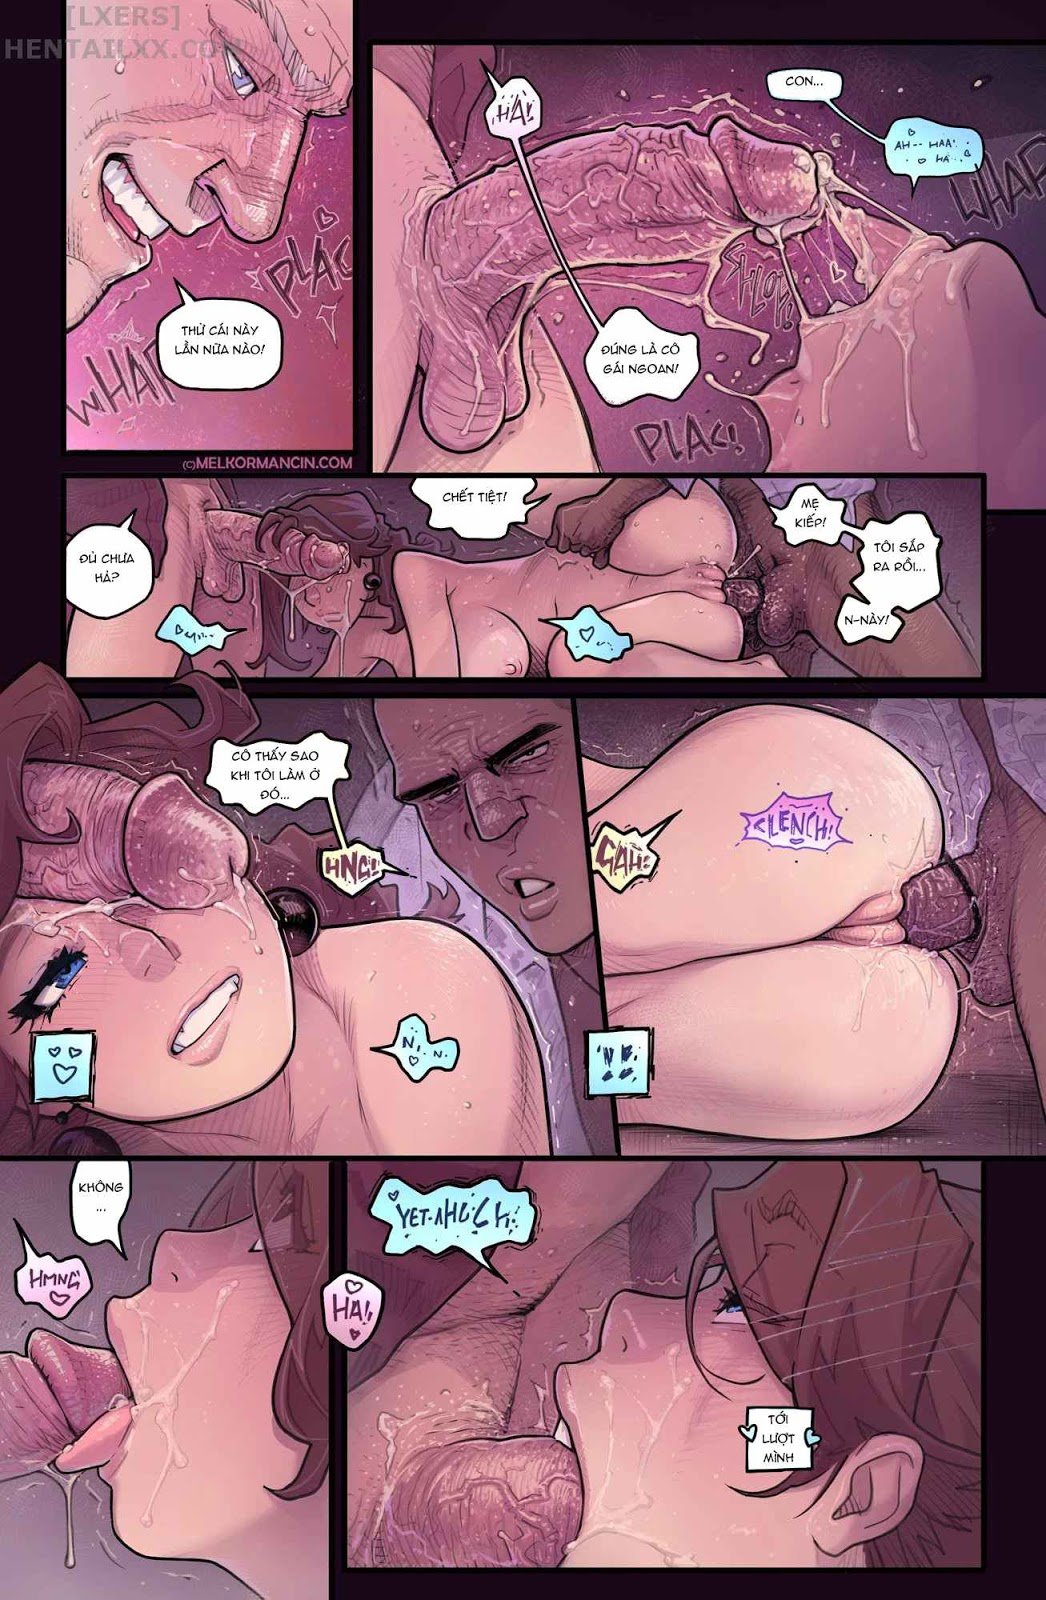 [LXERS]
HENTAILXX.COM
THỬ CÁI NÀY
LẦN NỮA NÀO!
PLAC
WHAP
©MELKORMANCIN.COM
HA!
CON...
AH-- HAA!
HA...
WHAP
SHLOP!
ĐÚNG LÀ CÔ
GÁI NGOAN!
PLAC!
ĐỦ CHƯA
HẢ?
CHẾT TIỆT!
MẸ
KIẾP!
TÔI SẮP
RA RỒI...
N-NÀY!
CÔ THẤY SAO
KHI TÔI LÀM Ở
ĐÓ...
HNG!!
N.. N..
GAH!
CLENCH!
KHÔNG
...
HMNG
HA!
TỚI
LƯỢT
MÌNH